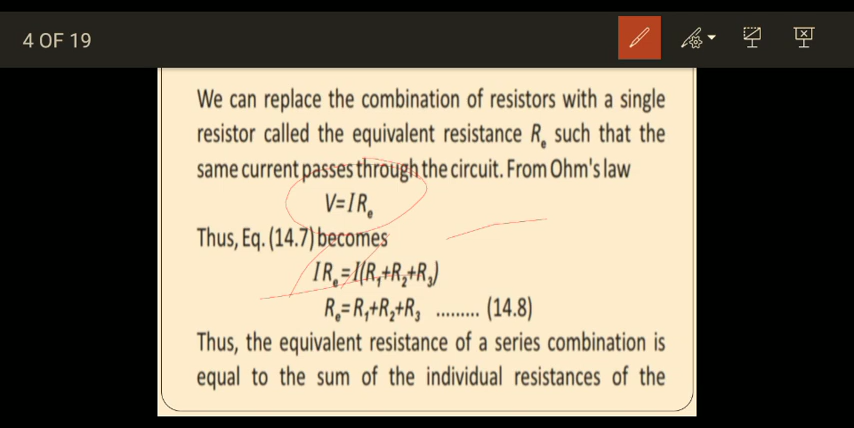 4 OF 19
We can replace the combination of resistors with a single
resistor called the equivalent resistance Rₑ such that the
same current passes through the circuit. From Ohm's law
V=IRₑ
Thus, Eq. (14.7) becomes
IRₑ=I(R₁+R₂+R₃)
Rₑ=R₁+R₂+R₃ ......... (14.8)
Thus, the equivalent resistance of a series combination is
equal to the sum of the individual resistances of the